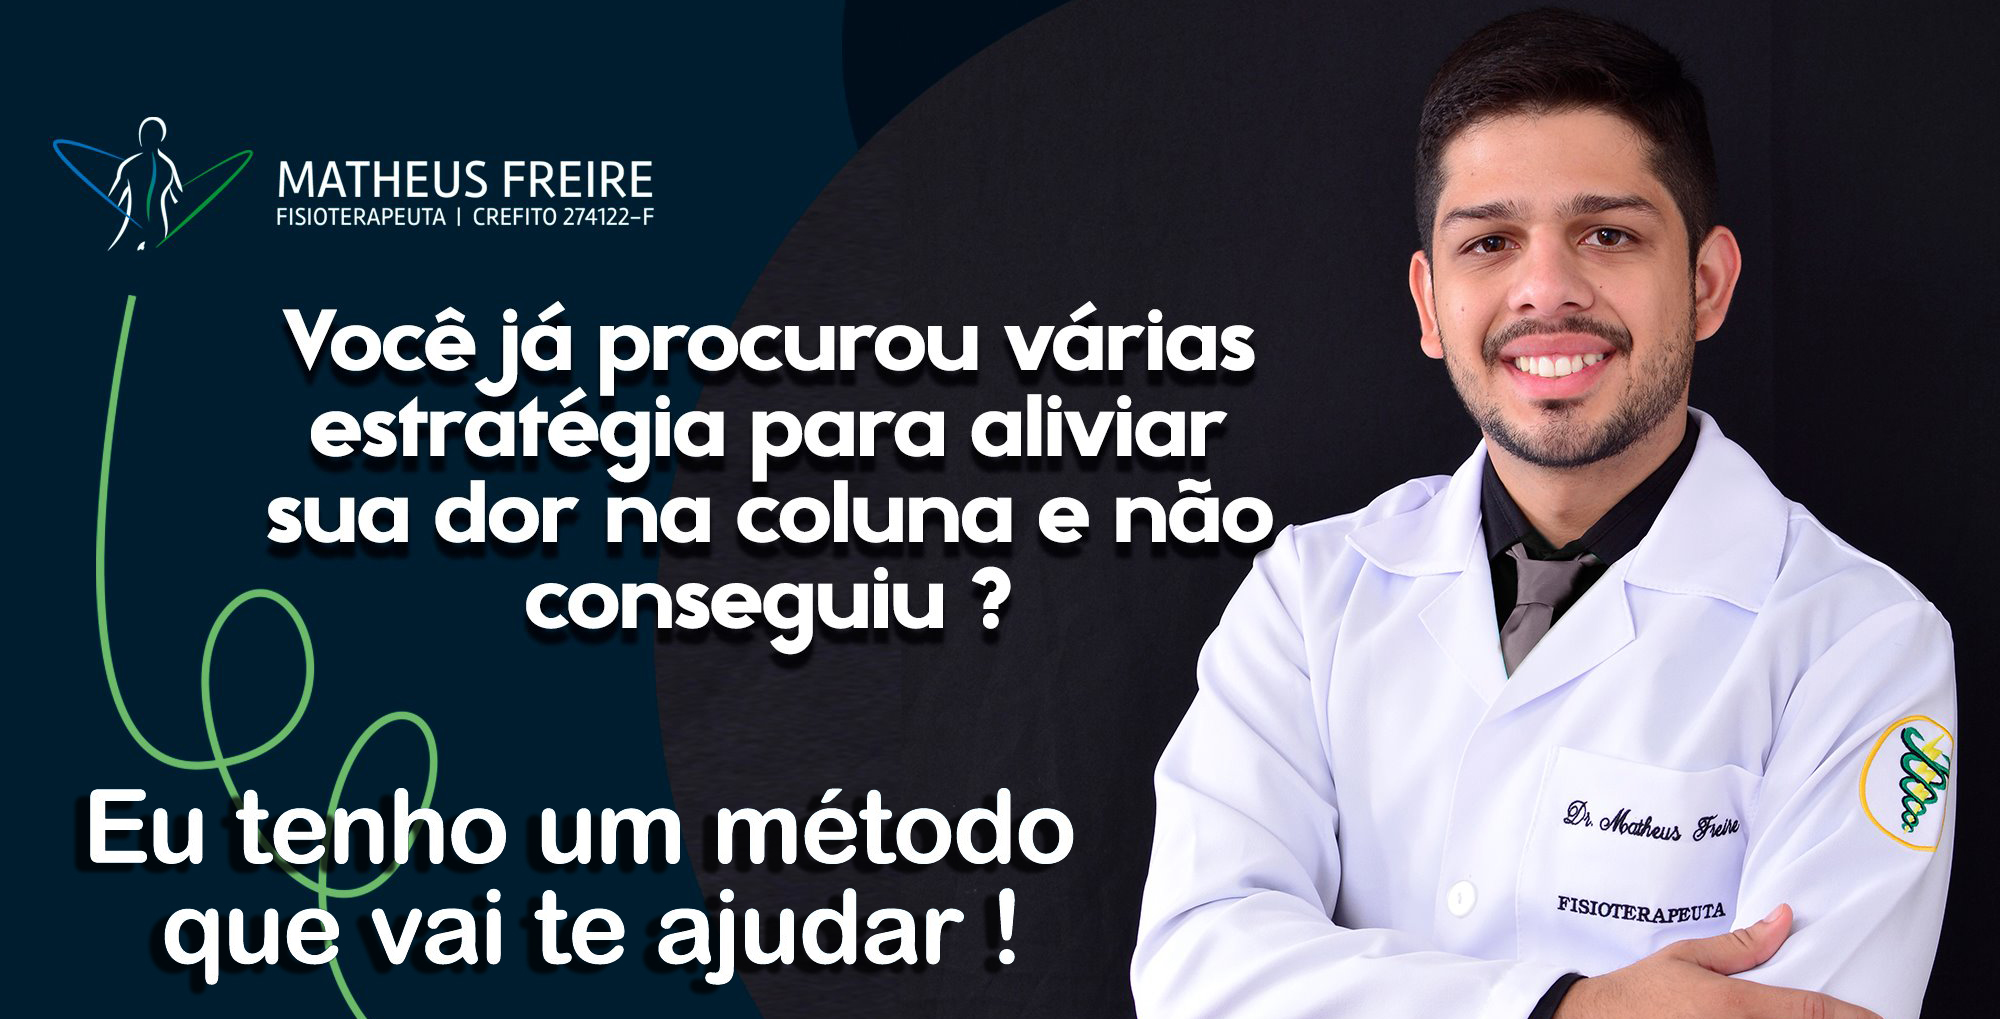 MATHEUS FREIRE
FISIOTERAPEUTA | CREFITO 274122-F
Você já procurou várias
estratégia para aliviar
sua dor na coluna e não
conseguiu ?
Eu tenho um método
que vai te ajudar !
Dr. Matheus Freire
FISIOTERAPEUTA